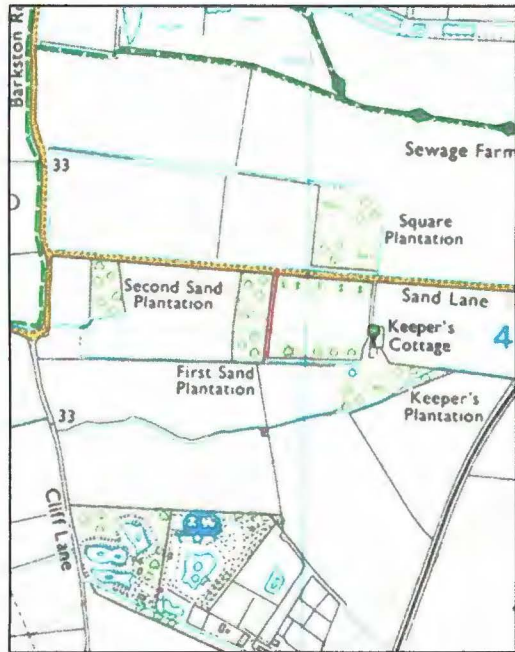 Barkston R
33
Sewage Farm
Square
Plantation
Second Sand
Plantation
Sand Lane
Keeper's
Cottage
4
First Sand
Plantation
Keeper's
Plantation
33
Cliff Lane